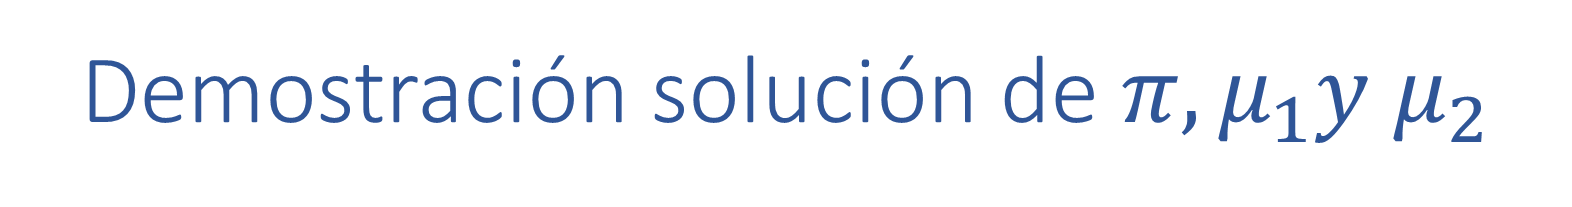 Demostración solución de π, μ₁ y μ₂